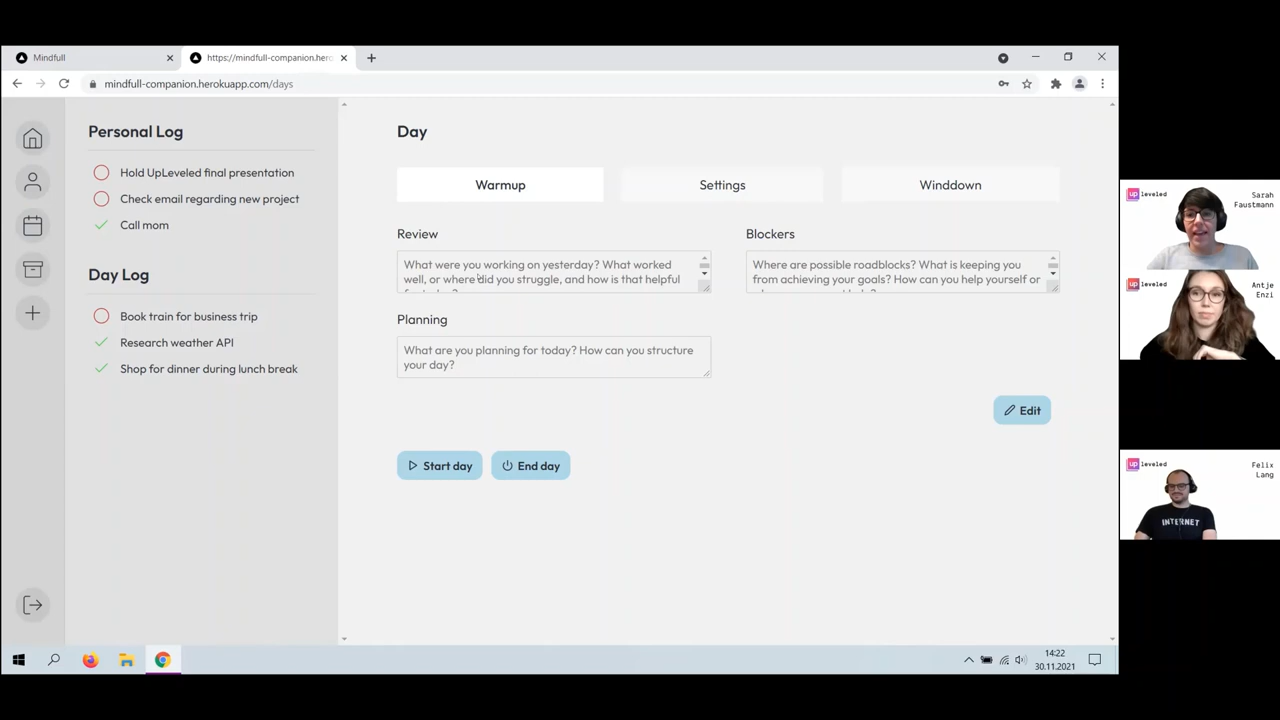 Mindfull
https://mindfull-companion.hero
mindfull-companion.herokuapp.com/days
Personal Log
Hold UpLeveled final presentation
Check email regarding new project
Call mom
Day Log
Book train for business trip
Research weather API
Shop for dinner during lunch break
Day
Warmup
Settings
Winddown
Review
What were you working on yesterday? What worked
well, or where did you struggle, and how is that helpful
Blockers
Where are possible roadblocks? What is keeping you
from achieving your goals? How can you help yourself or
Planning
What are you planning for today? How can you structure
your day?
Edit
Start day
End day
14:22
30.11.2021
up leveled
Sarah
Faustmann
up leveled
Antje
Enzi
up leveled
Felix
Lang
INTERNET